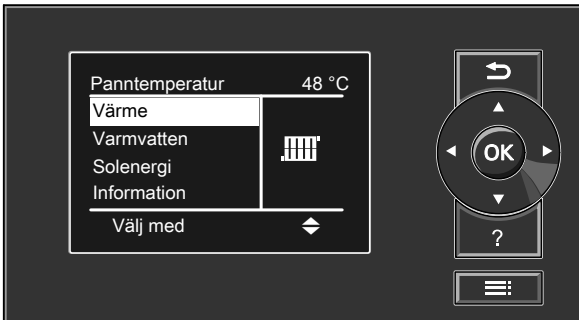 Panntemperatur 48 °C
Värme
Varmvatten
Solenergi
Information
Välj med
OK
?